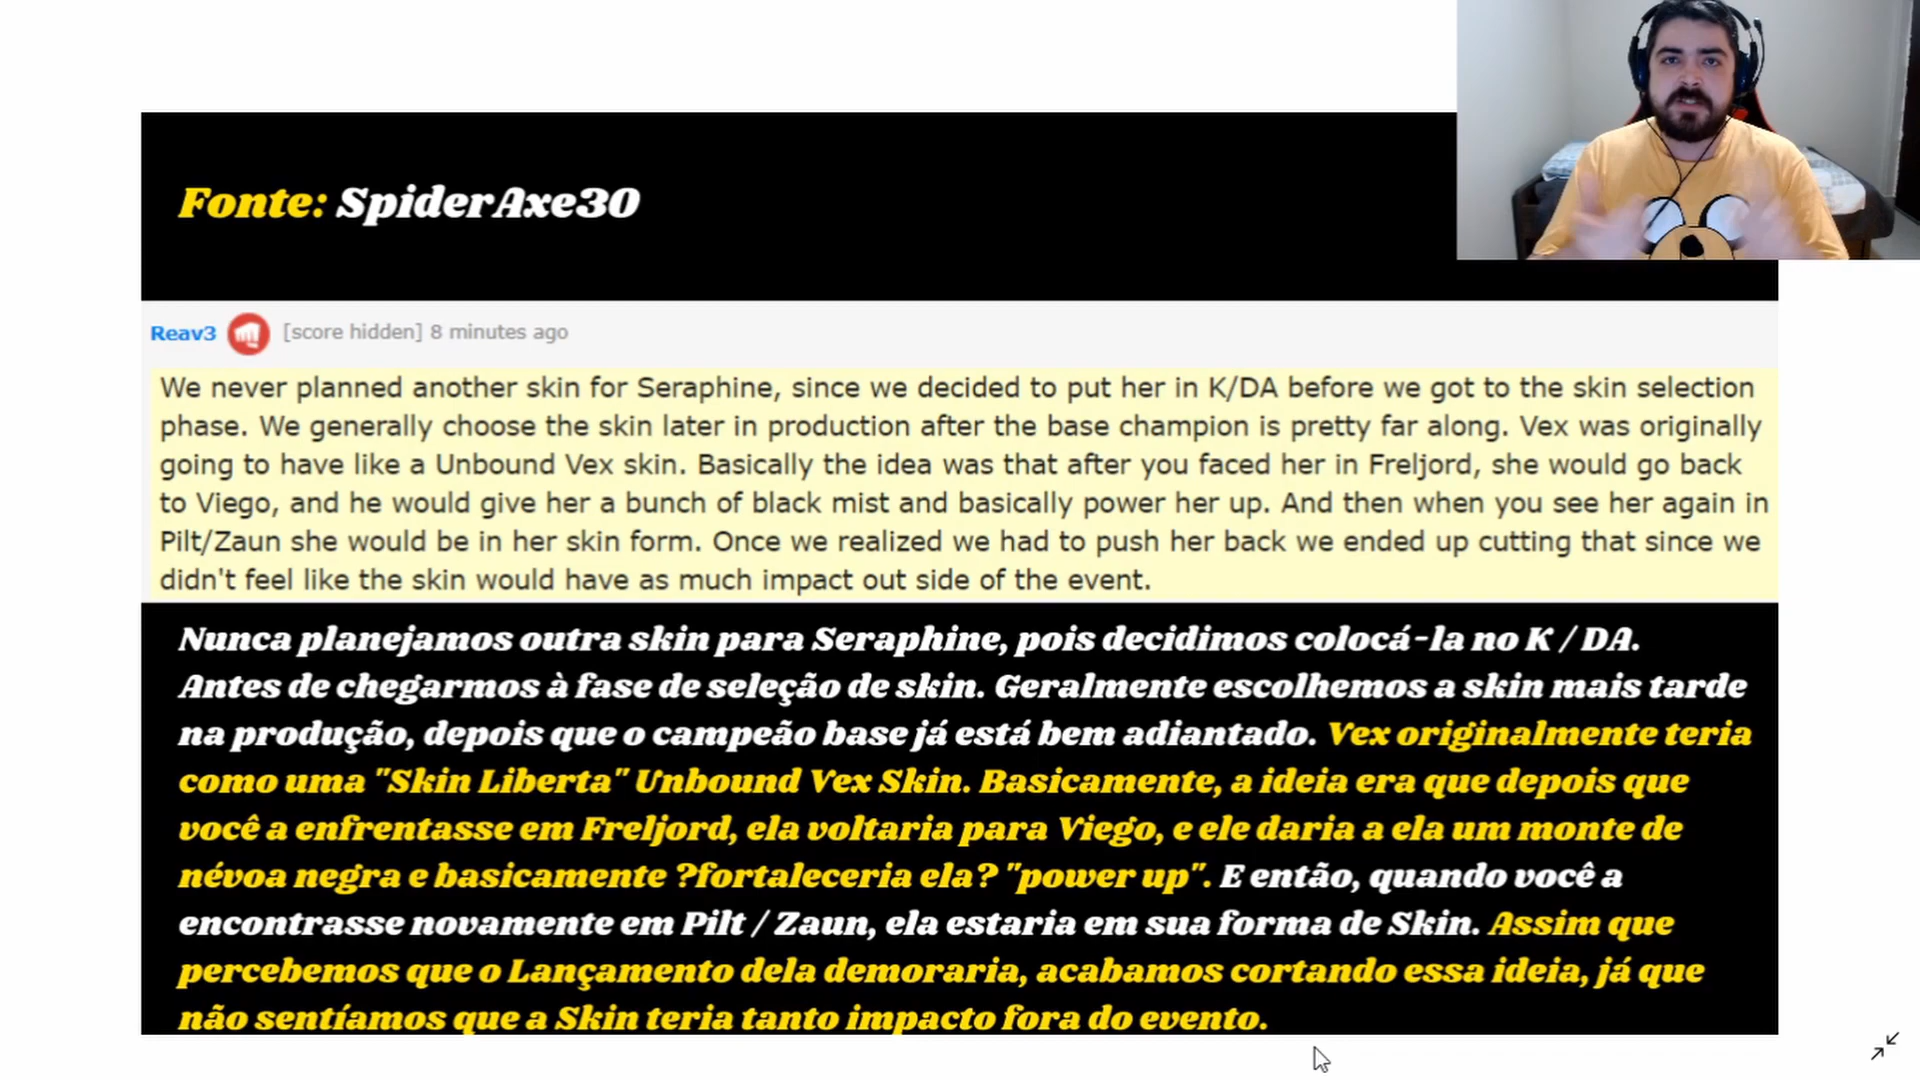 Fonte: SpiderAxe30
Reav3 [score hidden] 8 minutes ago
We never planned another skin for Seraphine, since we decided to put her in K/DA before we got to the skin selection
phase. We generally choose the skin later in production after the base champion is pretty far along. Vex was originally
going to have like a Unbound Vex skin. Basically the idea was that after you faced her in Freljord, she would go back
to Viego, and he would give her a bunch of black mist and basically power her up. And then when you see her again in
Pilt/Zaun she would be in her skin form. Once we realized we had to push her back we ended up cutting that since we
didn't feel like the skin would have as much impact out side of the event.
Nunca planejamos outra skin para Seraphine, pois decidimos colocá-la no K / DA.
Antes de chegarmos à fase de seleção de skin. Geralmente escolhemos a skin mais tarde
na produção, depois que o campeão base já está bem adiantado. Vex originalmente teria
como uma "Skin Liberta" Unbound Vex Skin. Basicamente, a ideia era que depois que
você a enfrentasse em Freljord, ela voltaria para Viego, e ele daria a ela um monte de
névoa negra e basicamente ?fortaleceria ela? "power up". E então, quando você a
encontrasse novamente em Pilt / Zaun, ela estaria em sua forma de Skin. Assim que
percebemos que o Lançamento dela demoraria, acabamos cortando essa ideia, já que
não sentíamos que a Skin teria tanto impacto fora do evento.